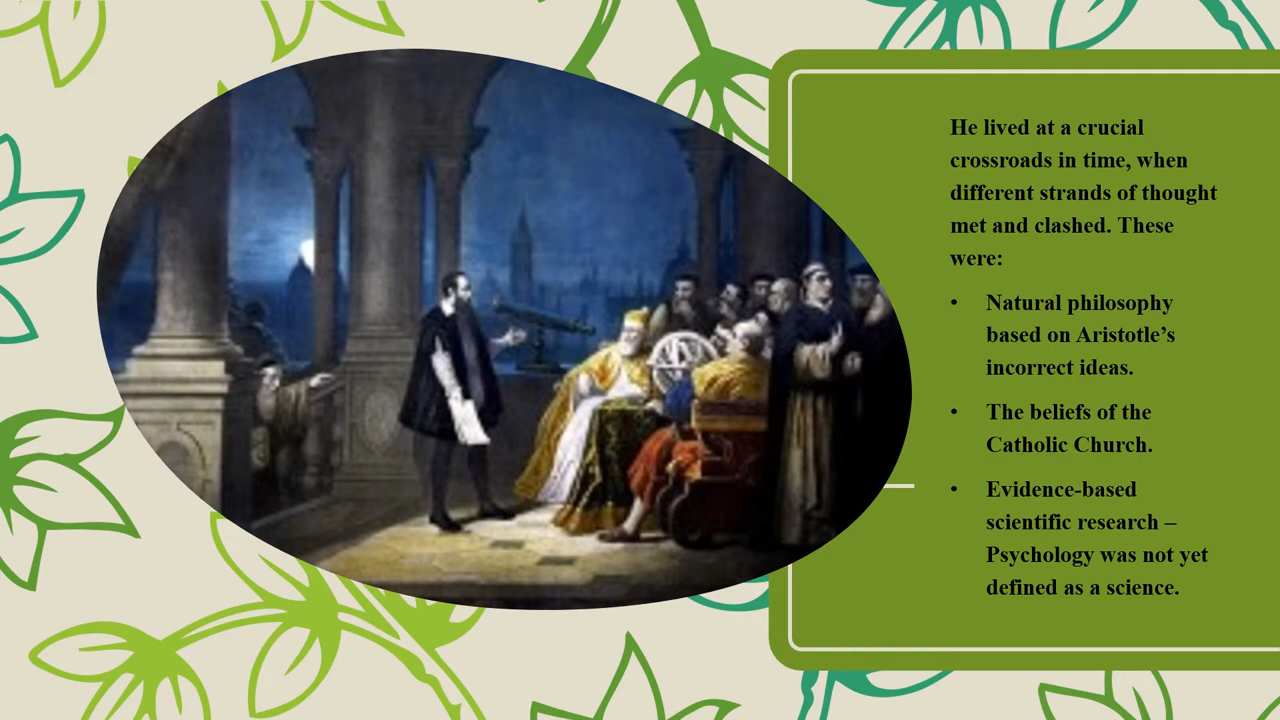 He lived at a crucial
crossroads in time, when
different strands of thought
met and clashed. These
were:
• Natural philosophy
based on Aristotle’s
incorrect ideas.
• The beliefs of the
Catholic Church.
• Evidence-based
scientific research –
Psychology was not yet
defined as a science.